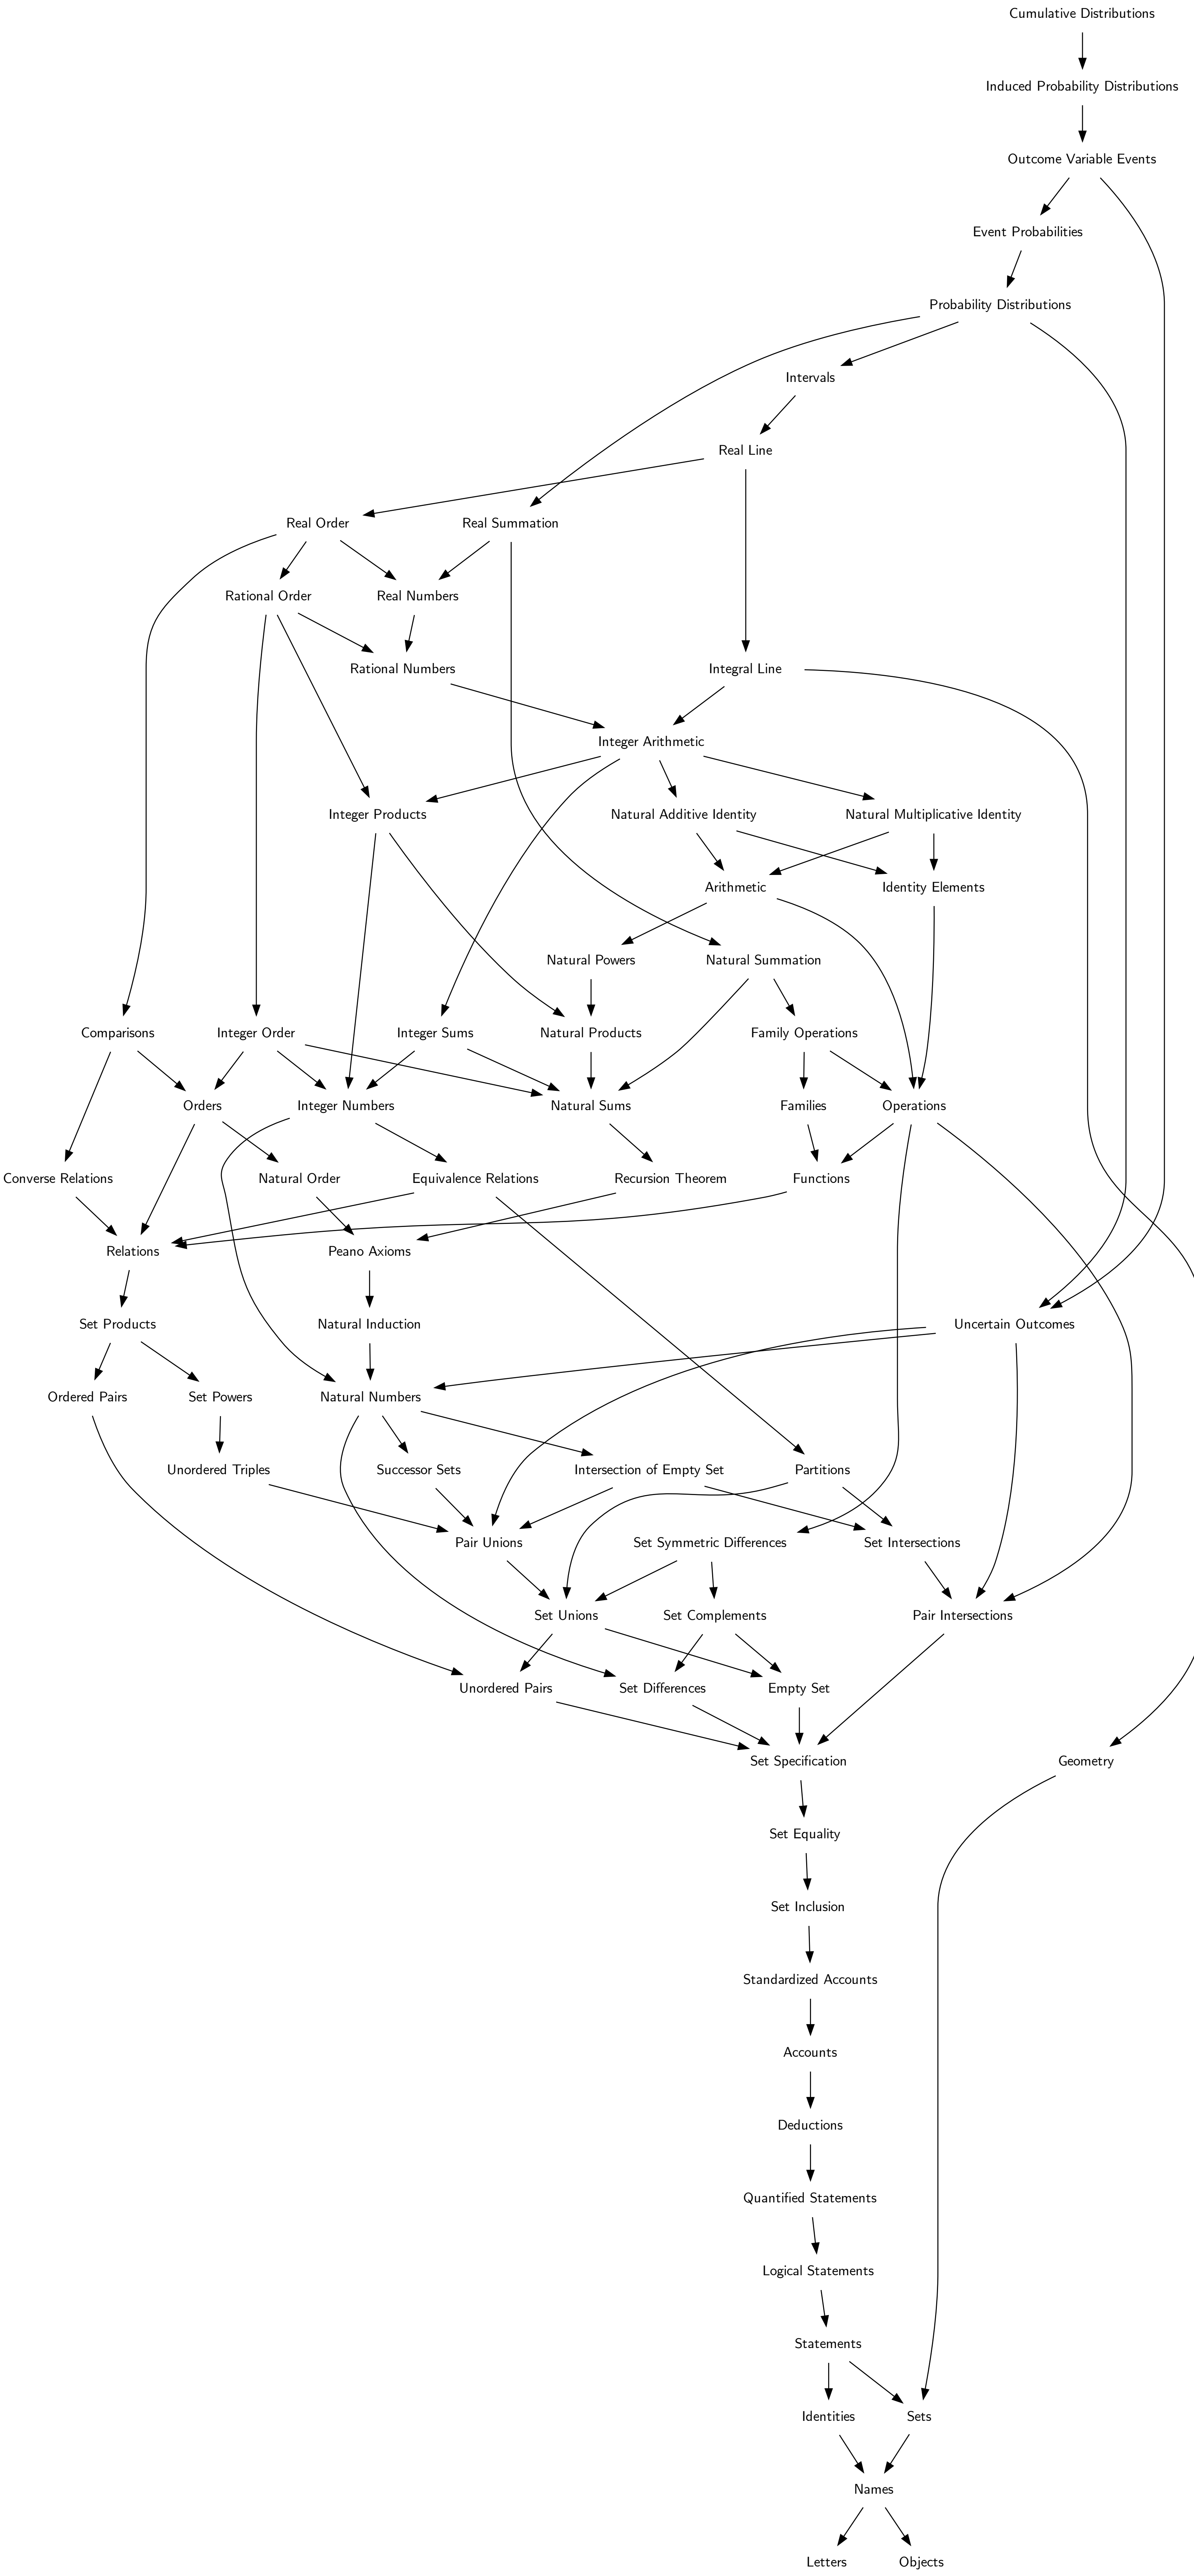 Cumulative Distributions
Induced Probability Distributions
Outcome Variable Events
Event Probabilities
Probability Distributions
Intervals
Real Line
Real Order
Real Summation
Rational Order
Real Numbers
Rational Numbers
Integral Line
Integer Arithmetic
Integer Products
Natural Additive Identity
Natural Multiplicative Identity
Arithmetic
Identity Elements
Natural Powers
Natural Summation
Comparisons
Integer Order
Integer Sums
Natural Products
Family Operations
Orders
Integer Numbers
Natural Sums
Families
Operations
Converse Relations
Natural Order
Equivalence Relations
Recursion Theorem
Functions
Relations
Peano Axioms
Set Products
Natural Induction
Uncertain Outcomes
Ordered Pairs
Set Powers
Natural Numbers
Unordered Triples
Successor Sets
Intersection of Empty Set
Partitions
Pair Unions
Set Symmetric Differences
Set Intersections
Set Unions
Set Complements
Pair Intersections
Unordered Pairs
Set Differences
Empty Set
Set Specification
Geometry
Set Equality
Set Inclusion
Standardized Accounts
Accounts
Deductions
Quantified Statements
Logical Statements
Statements
Identities
Sets
Names
Letters
Objects